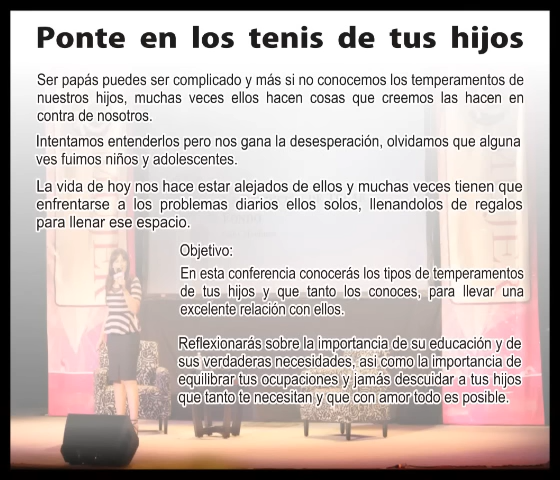 Ponte en los tenis de tus hijos
Ser papás puedes ser complicado y más si no conocemos los temperamentos de
nuestros hijos, muchas veces ellos hacen cosas que creemos las hacen en
contra de nosotros.
Intentamos entenderlos pero nos gana la desesperación, olvidamos que alguna
ves fuimos niños y adolescentes.
La vida de hoy nos hace estar alejados de ellos y muchas veces tienen que
enfrentarse a los problemas diarios ellos solos, llenandolos de regalos
para llenar ese espacio.
Objetivo:
En esta conferencia conocerás los tipos de temperamentos
de tus hijos y que tanto los conoces, para llevar una
excelente relación con ellos.
Reflexionarás sobre la importancia de su educación y de
sus verdaderas necesidades, asi como la importancia de
equilibrar tus ocupaciones y jamás descuidar a tus hijos
que tanto te necesitan y que con amor todo es posible.